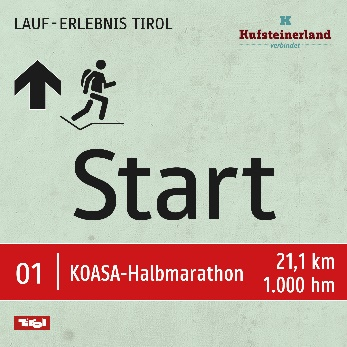 LAUF-ERLEBNIS TIROL
Kufsteinerland
verbindet
Start
01
KOASA-Halbmarathon
21,1 km
1.000 hm
Tirol